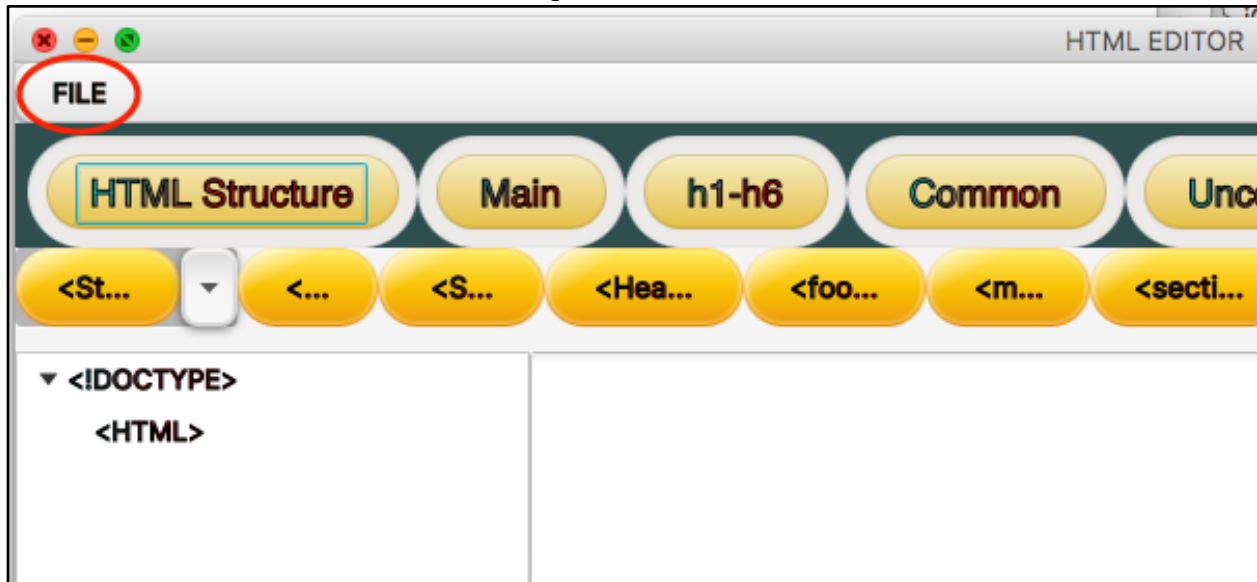 HTML EDITOR
FILE
HTML Structure Main h1-h6 Common Unc
<St... <... <S... <Hea... <foo... <m... <secti...
<!DOCTYPE>
<HTML>